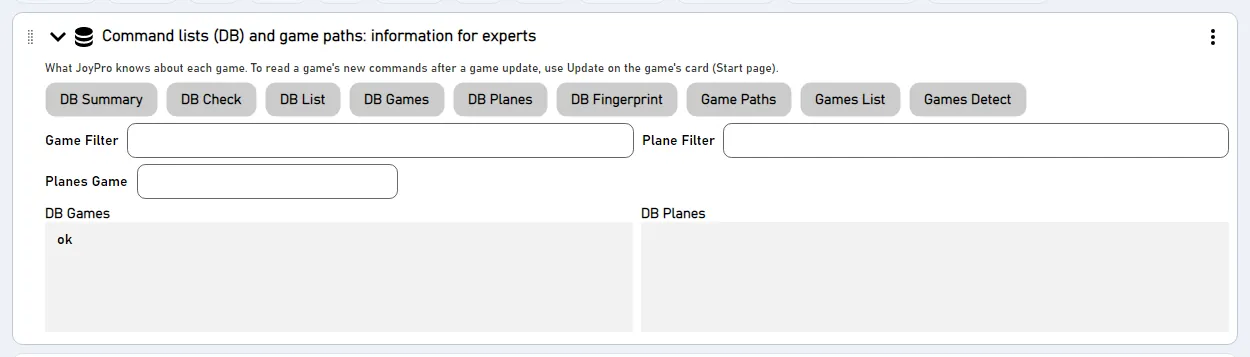 Command lists (DB) and game paths: information for experts
What JoyPro knows about each game. To read a game's new commands after a game update, use Update on the game's card (Start page).
DB Summary DB Check DB List DB Games DB Planes DB Fingerprint Game Paths Games List Games Detect
Game Filter Plane Filter
Planes Game
DB Games DB Planes
ok